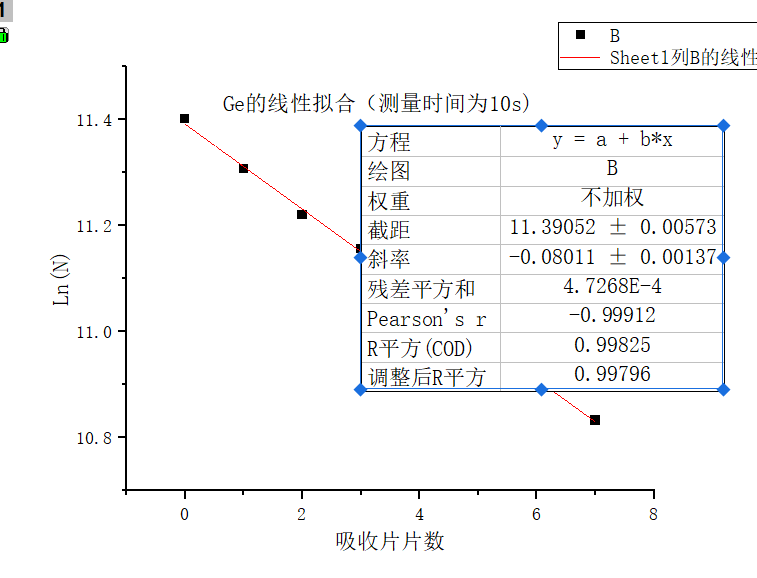 1
B
Sheet1列B的线性
Ge的线性拟合（测量时间为10s)
方程 y = a + b*x
绘图 B
权重 不加权
截距 11.39052 ± 0.00573
斜率 -0.08011 ± 0.00137
残差平方和 4.7268E-4
Pearson's r -0.99912
R平方(COD) 0.99825
调整后R平方 0.99796
Ln(N)
11.4
11.2
11.0
10.8
0 2 4 6 8
吸收片片数